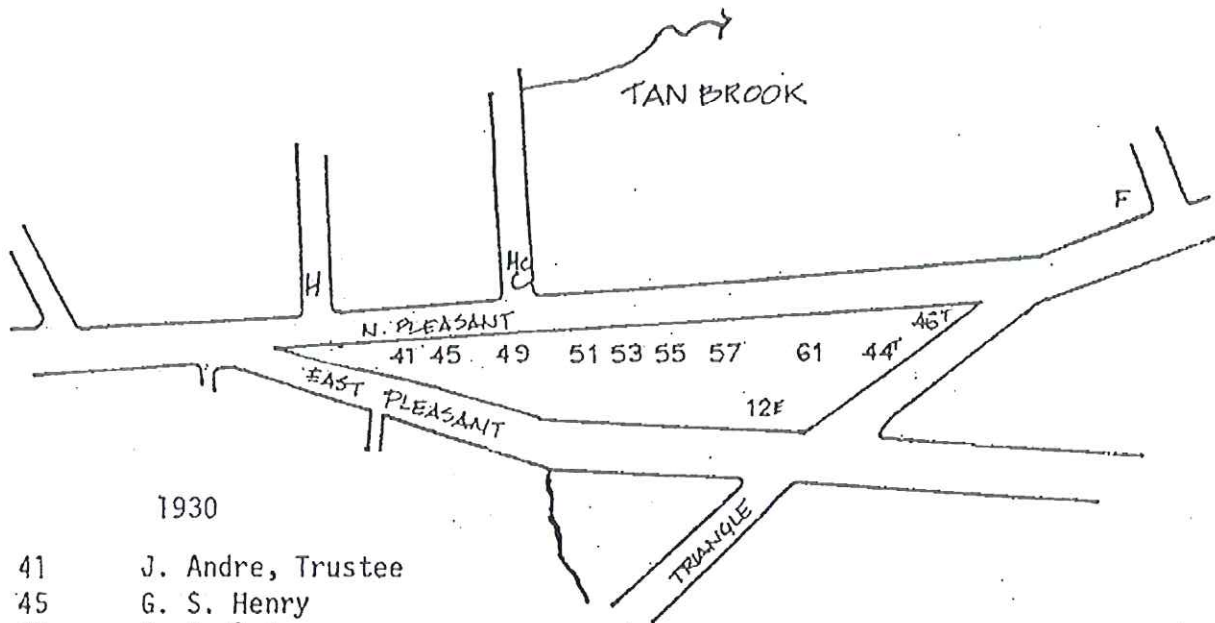 TAN BROOK
F
H
Mc
N. PLEASANT
46T
41 45 49 51 53 55 57 61 44T
EAST PLEASANT
12E
TRIANGLE
1930
41 J. Andre, Trustee
45 G. S. Henry